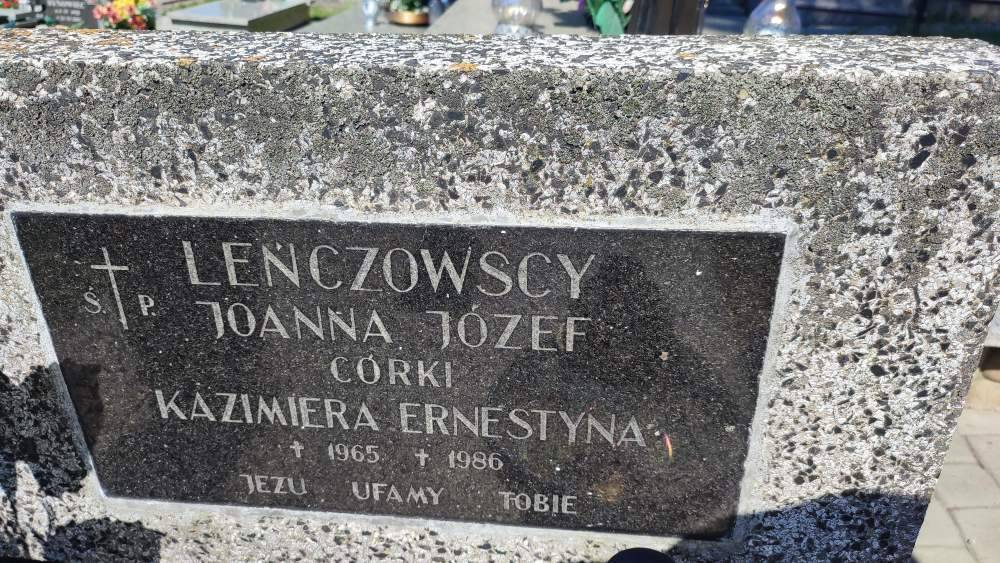 LEŃCZOWSCY
Ś. † P.
JOANNA JÓZEF
CÓRKI
KAZIMIERA ERNESTYNA
† 1965 † 1986
JEZU UFAMY TOBIE